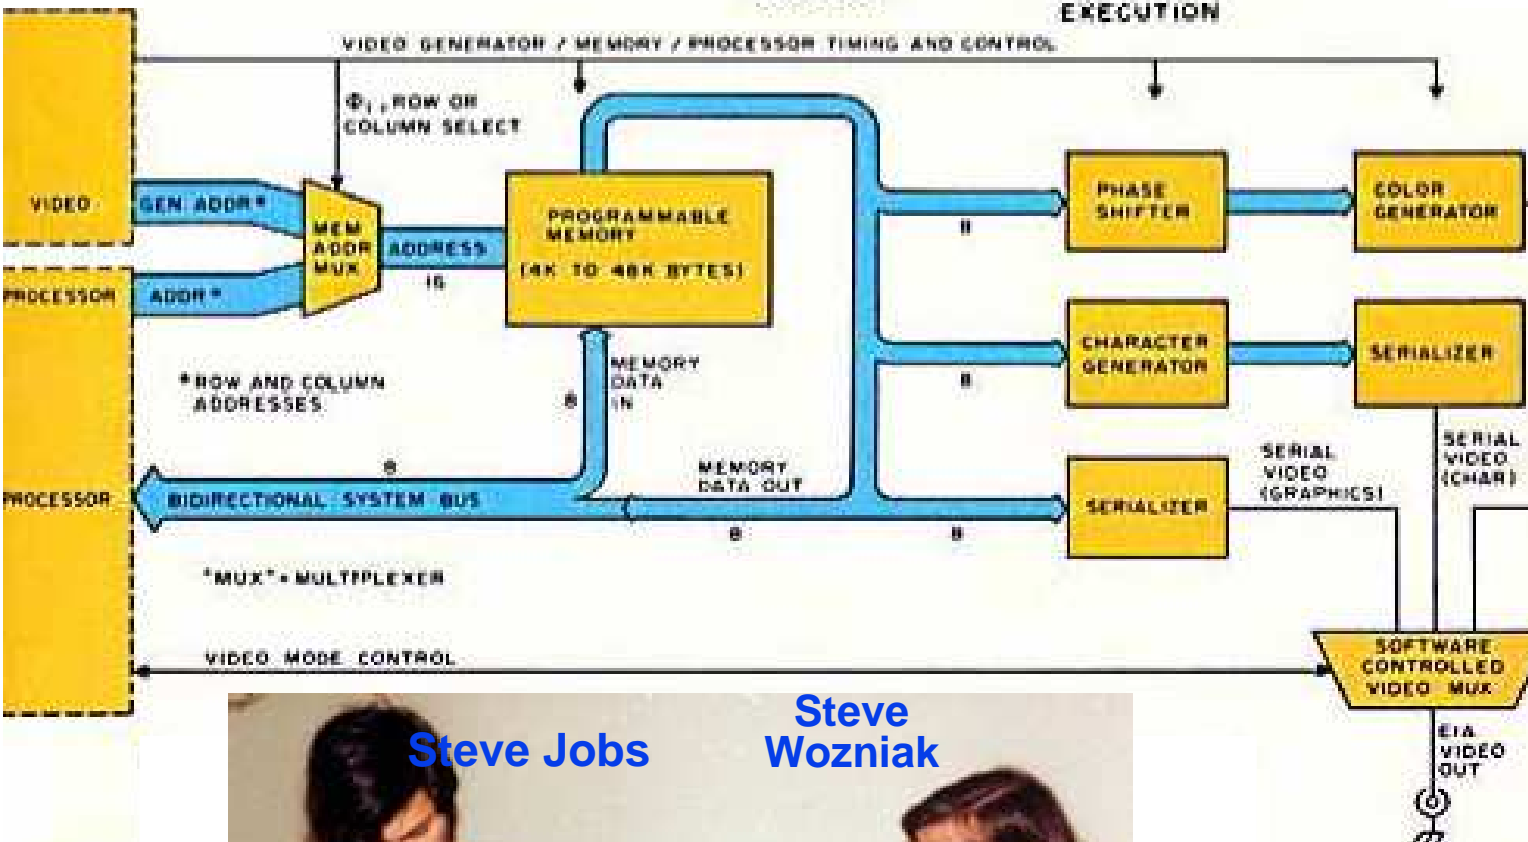 EXECUTION
VIDEO GENERATOR / MEMORY / PROCESSOR TIMING AND CONTROL
Φ₁, ROW OR
COLUMN SELECT
VIDEO
GEN ADDR*
MEM
ADDR
MUX
ADDRESS
16
PROGRAMMABLE
MEMORY
(4K TO 48K BYTES)
PHASE
SHIFTER
COLOR
GENERATOR
8
PROCESSOR
ADDR*
CHARACTER
GENERATOR
SERIALIZER
8
*ROW AND COLUMN
ADDRESSES
MEMORY
DATA
IN
8
8
MEMORY
DATA OUT
SERIAL
VIDEO
(GRAPHICS)
SERIAL
VIDEO
(CHAR)
PROCESSOR
BIDIRECTIONAL SYSTEM BUS
SERIALIZER
8
8
"MUX" = MULTIPLEXER
VIDEO MODE CONTROL
SOFTWARE
CONTROLLED
VIDEO MUX
EIA
VIDEO
OUT
Steve Jobs
Steve
Wozniak